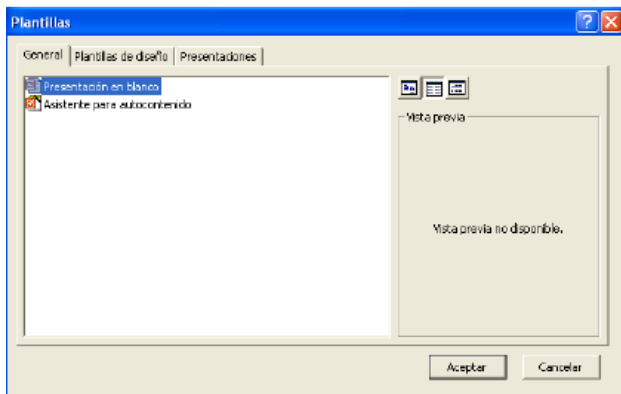 Plantillas
General
Plantillas de diseño
Presentaciones
Presentación en blanco
Asistente para autocontenido
Vista previa
Vista previa no disponible.
Aceptar
Cancelar